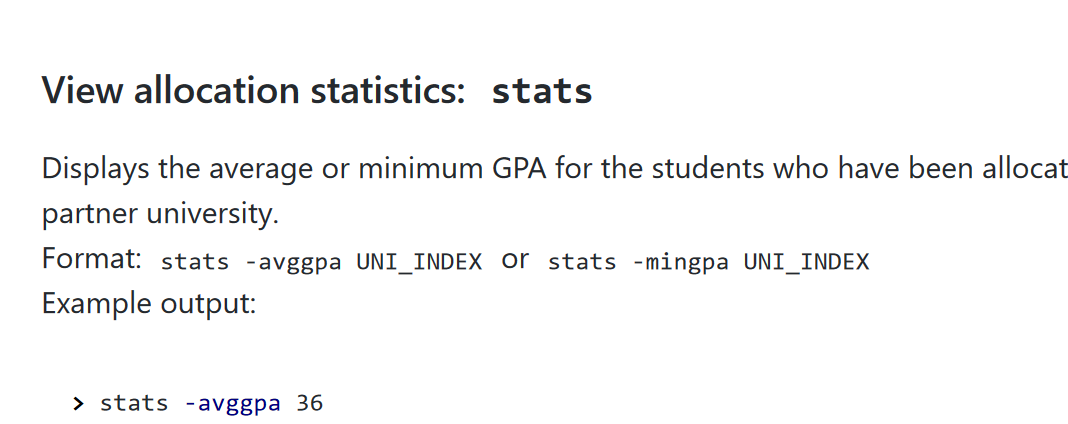 View allocation statistics: stats
Displays the average or minimum GPA for the students who have been allocat
partner university.
Format: stats -avggpa UNI_INDEX or stats -mingpa UNI_INDEX
Example output:
> stats -avggpa 36